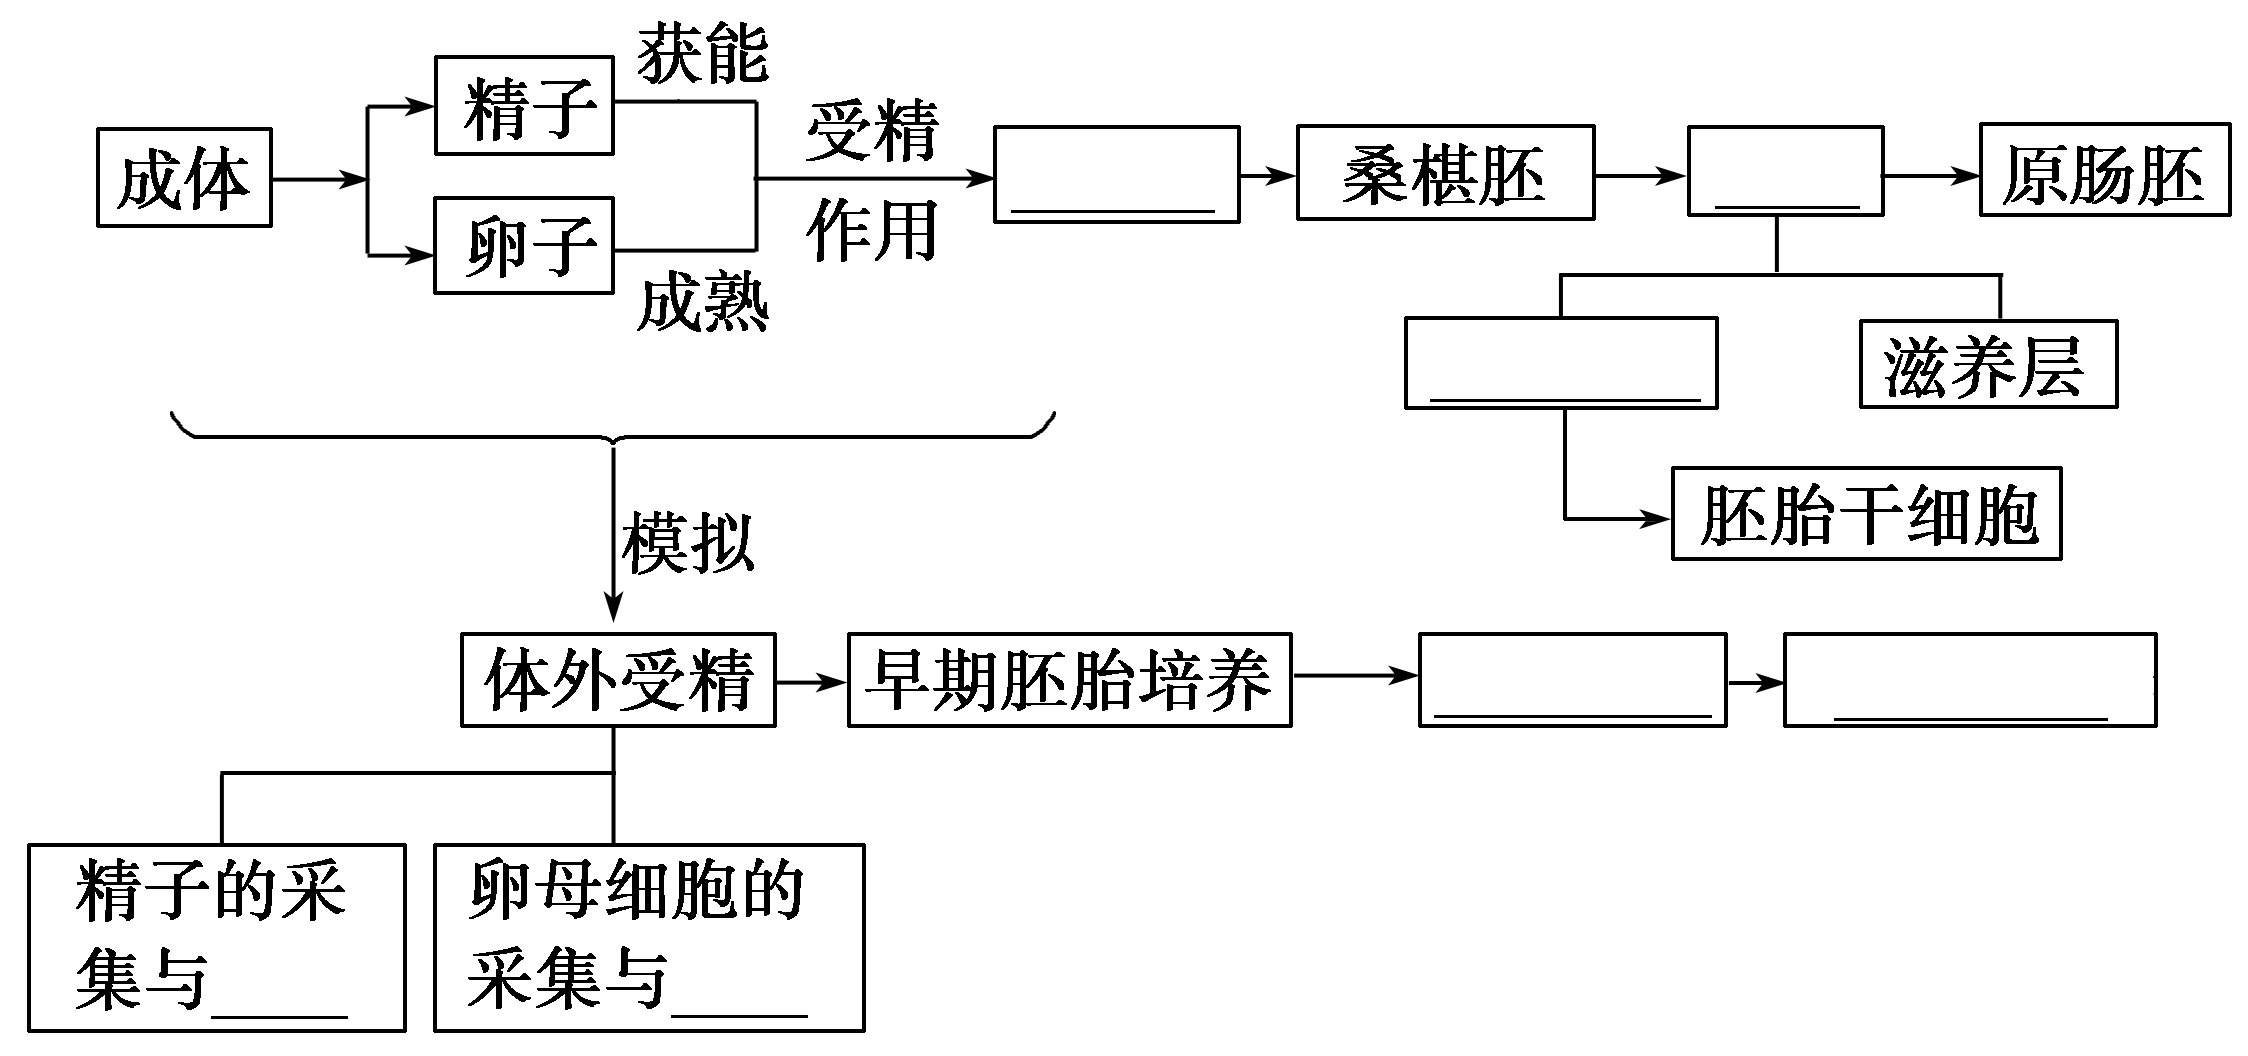 成体
精子
卵子
获能
成熟
受精
作用
桑椹胚
原肠胚
滋养层
胚胎干细胞
模拟
体外受精
早期胚胎培养
精子的采
集与
卵母细胞的
采集与